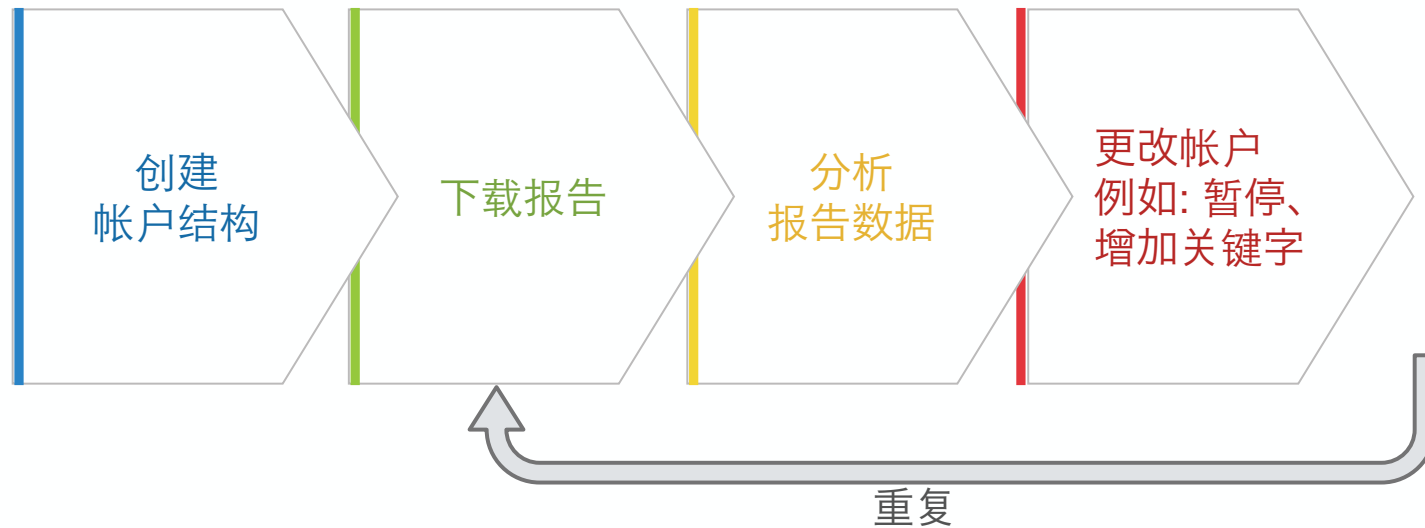 创建
帐户结构
下载报告
分析
报告数据
更改帐户
例如: 暂停、
增加关键字
重复